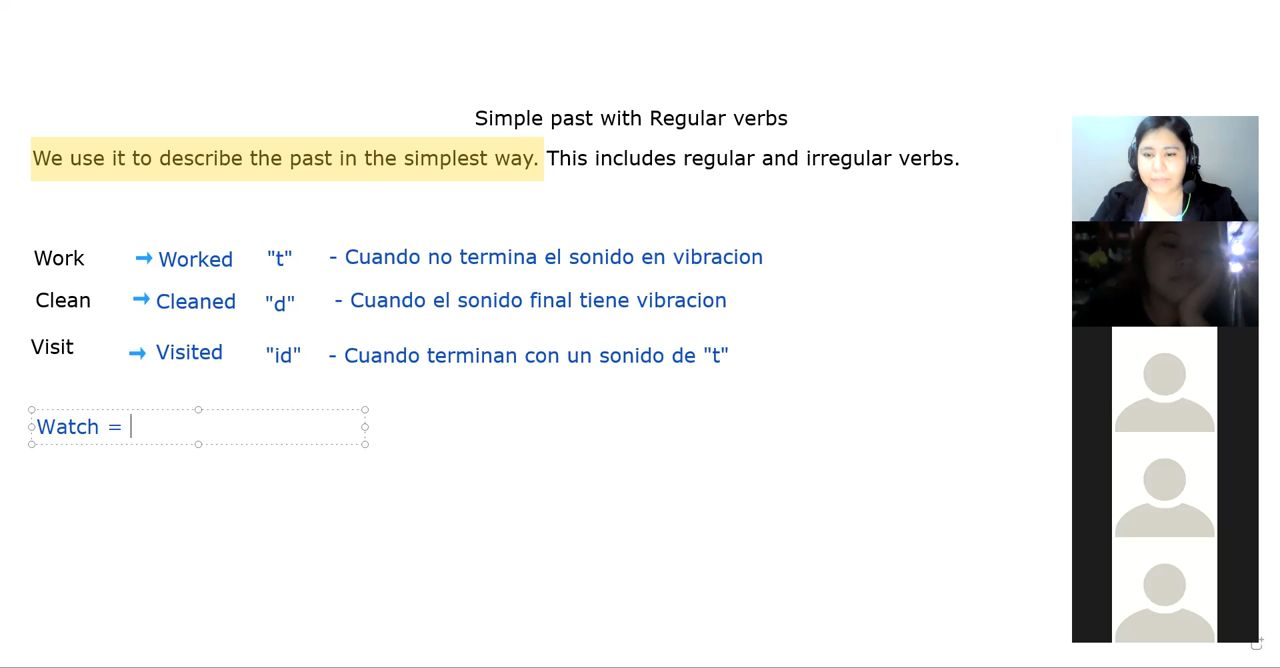 Simple past with Regular verbs
We use it to describe the past in the simplest way. This includes regular and irregular verbs.
Work → Worked "t" - Cuando no termina el sonido en vibracion
Clean → Cleaned "d" - Cuando el sonido final tiene vibracion
Visit → Visited "id" - Cuando terminan con un sonido de "t"
Watch =